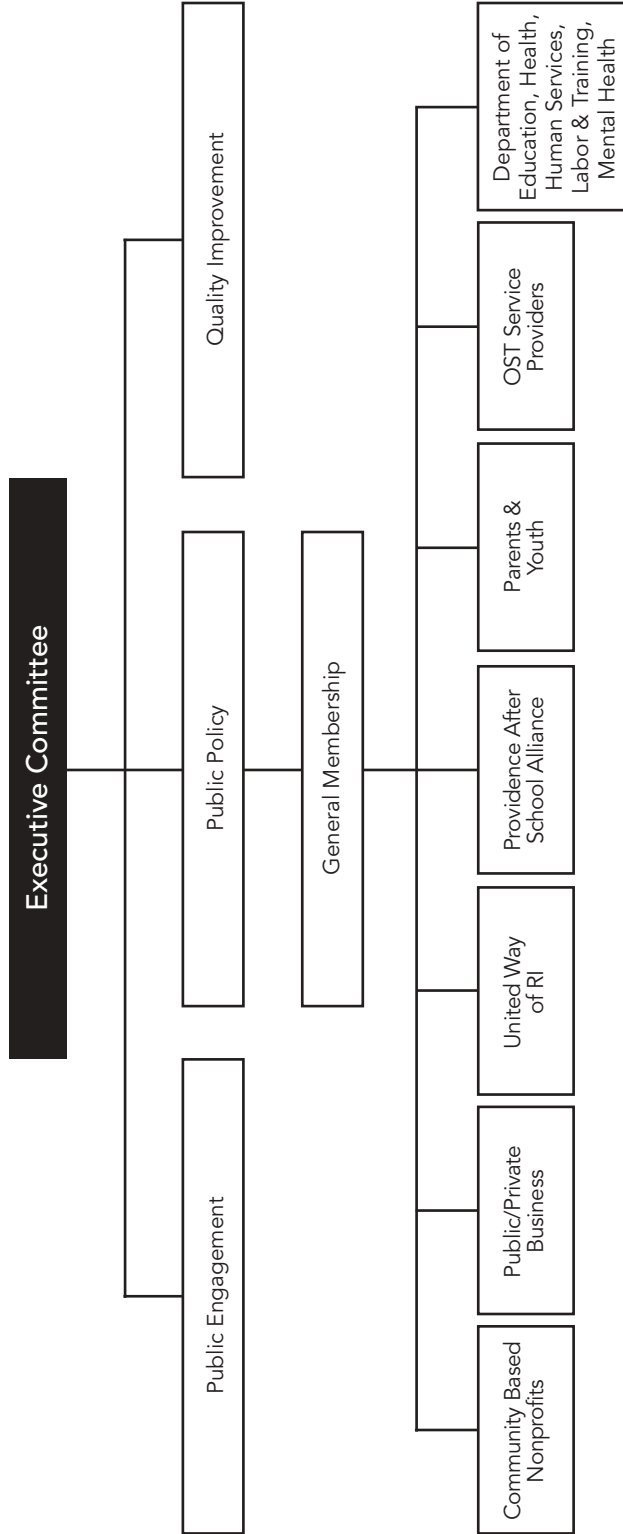 Executive Committee
Public Engagement
Public Policy
Quality Improvement
General Membership
Community Based
Nonprofits
Public/Private
Business
United Way
of RI
Providence After
School Alliance
Parents &
Youth
OST Service
Providers
Department of
Education, Health,
Human Services,
Labor & Training,
Mental Health